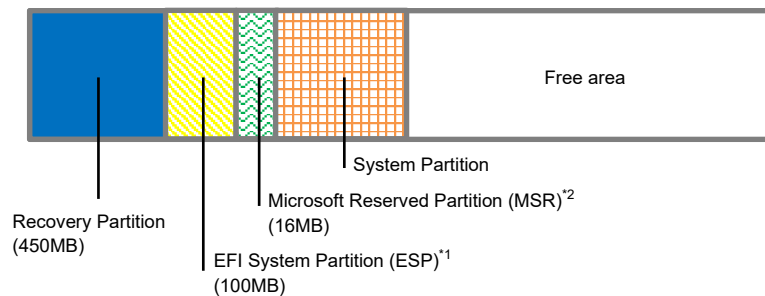 Free area
System Partition
Microsoft Reserved Partition (MSR)*2
(16MB)
Recovery Partition
(450MB)
EFI System Partition (ESP)*1
(100MB)